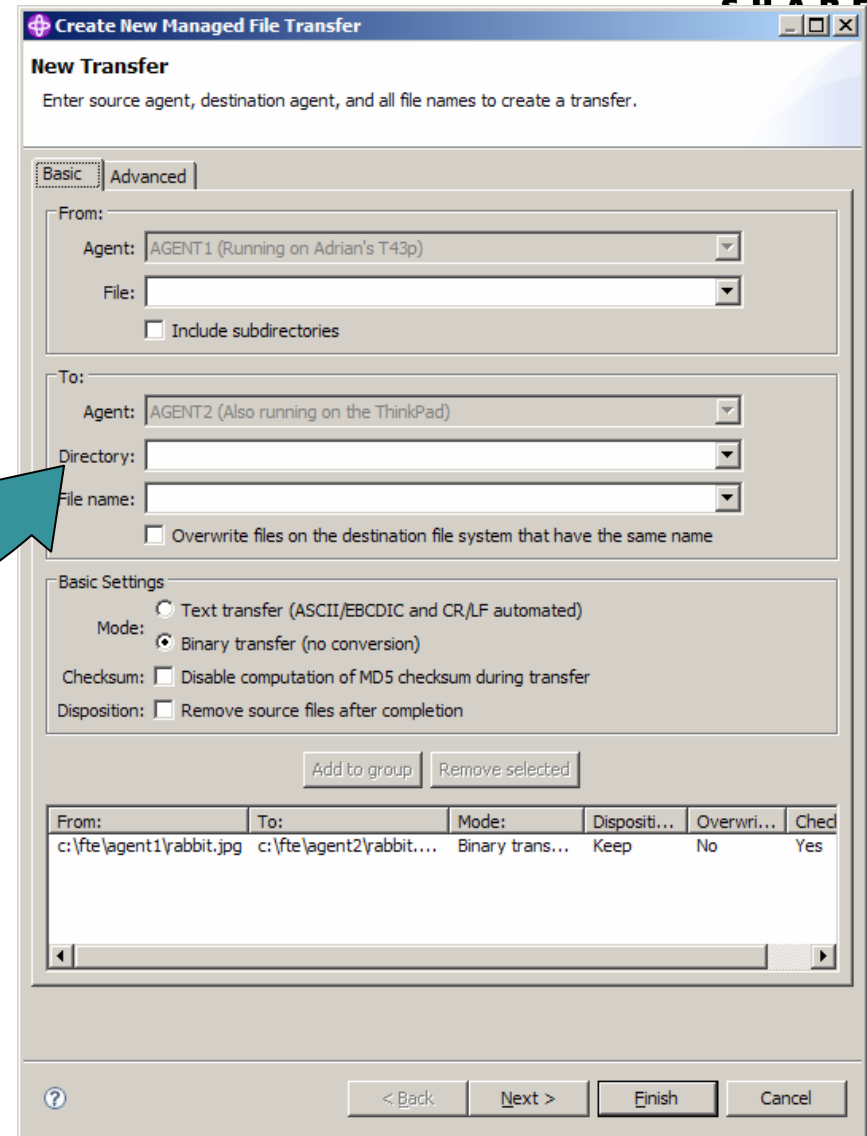 SHARE
Create New Managed File Transfer
New Transfer
Enter source agent, destination agent, and all file names to create a transfer.
Basic Advanced
From:
Agent: AGENT1 (Running on Adrian's T43p)
File:
Include subdirectories
To:
Agent: AGENT2 (Also running on the ThinkPad)
Directory:
File name:
Overwrite files on the destination file system that have the same name
Basic Settings
Mode: Text transfer (ASCII/EBCDIC and CR/LF automated)
Binary transfer (no conversion)
Checksum: Disable computation of MD5 checksum during transfer
Disposition: Remove source files after completion
Add to group Remove selected
From: To: Mode: Dispositi... Overwri... Chec
c:\fte\agent1\rabbit.jpg c:\fte\agent2\rabbit.... Binary trans... Keep No Yes
? < Back Next > Finish Cancel